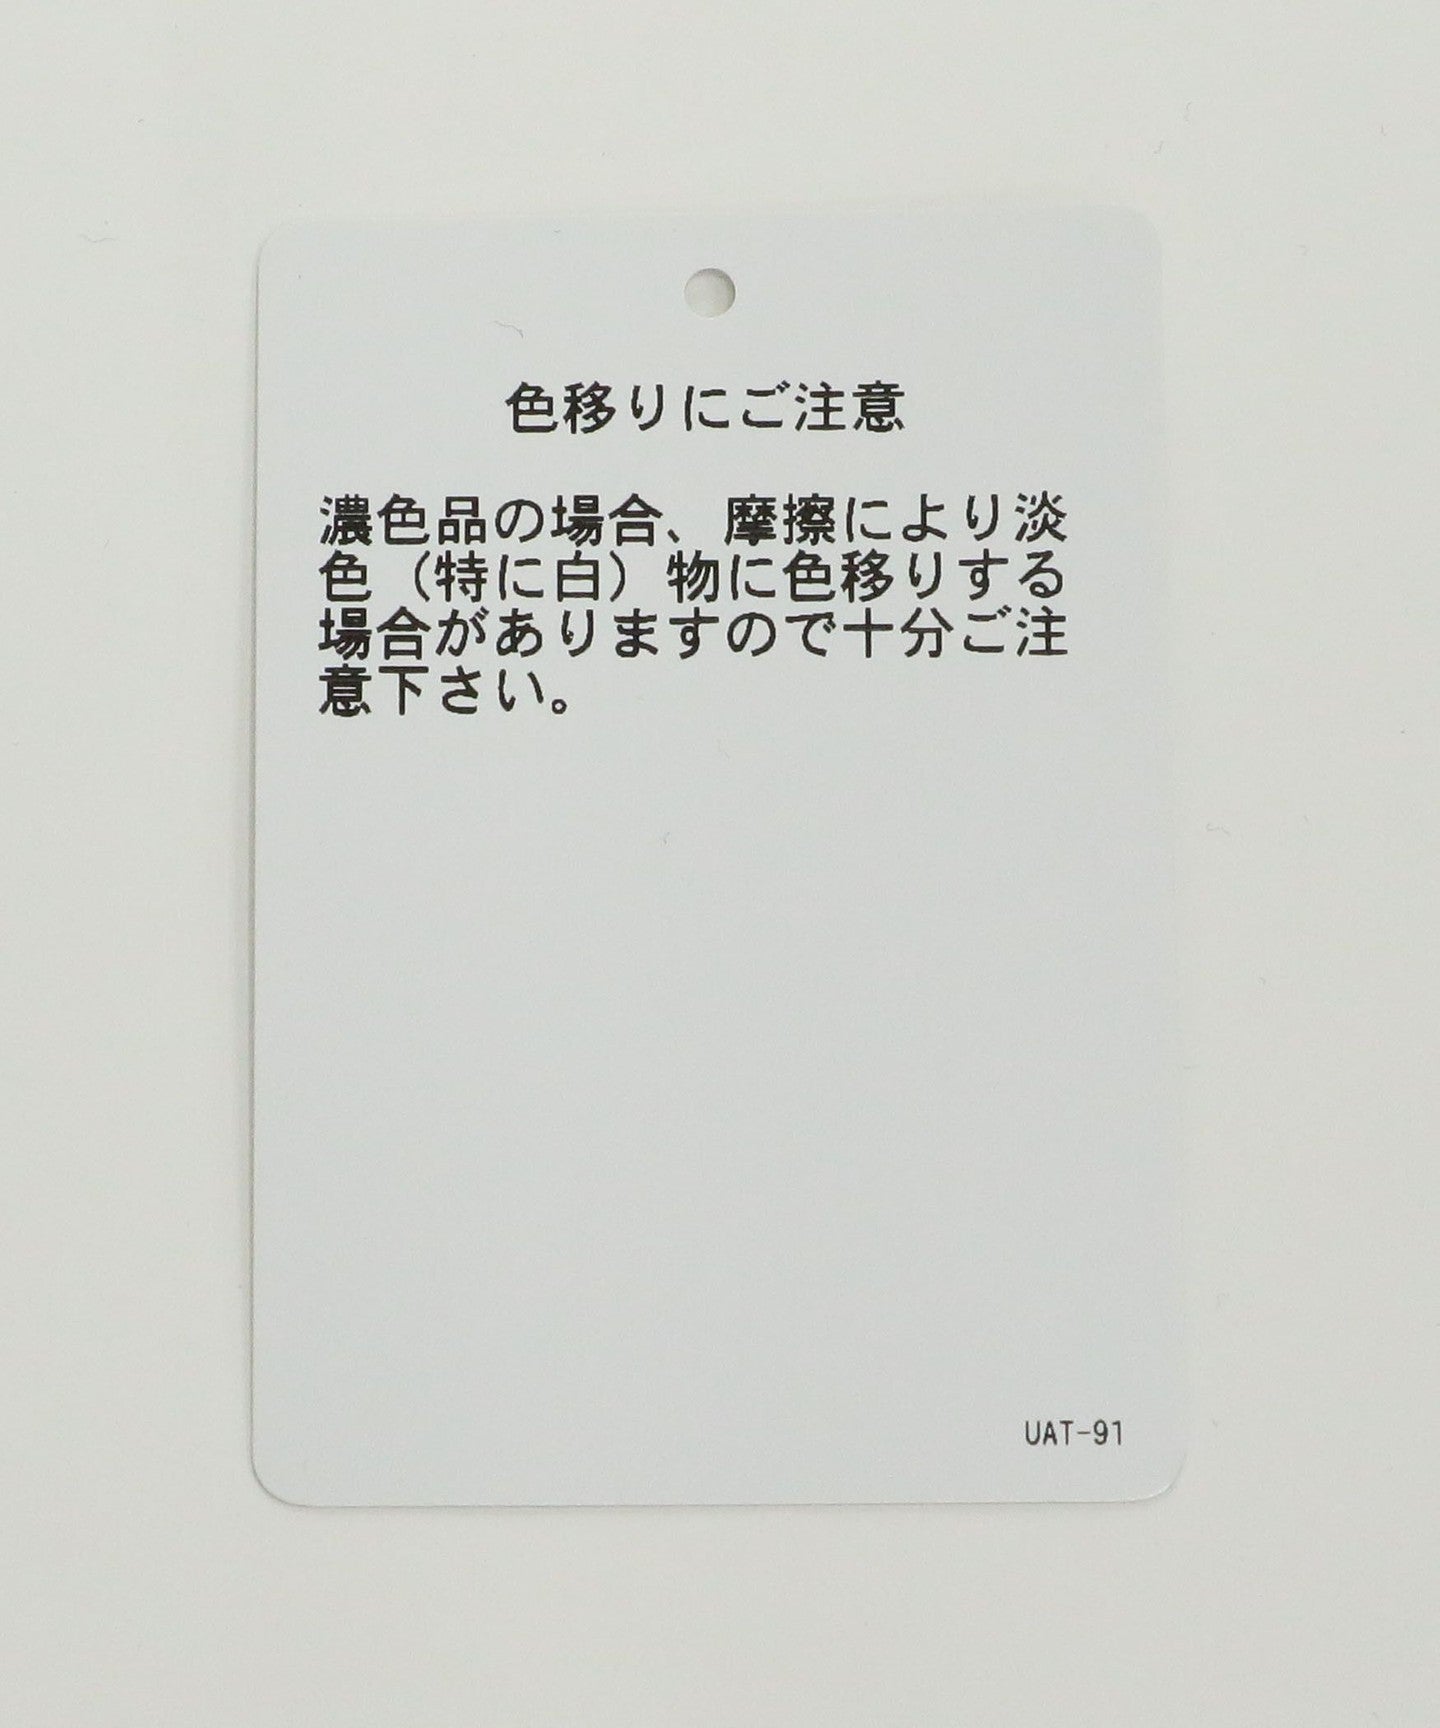 色移りにご注意
濃色品の場合、摩擦により淡
色（特に白）物に色移りする
場合がありますので十分ご注
意下さい。
UAT-91